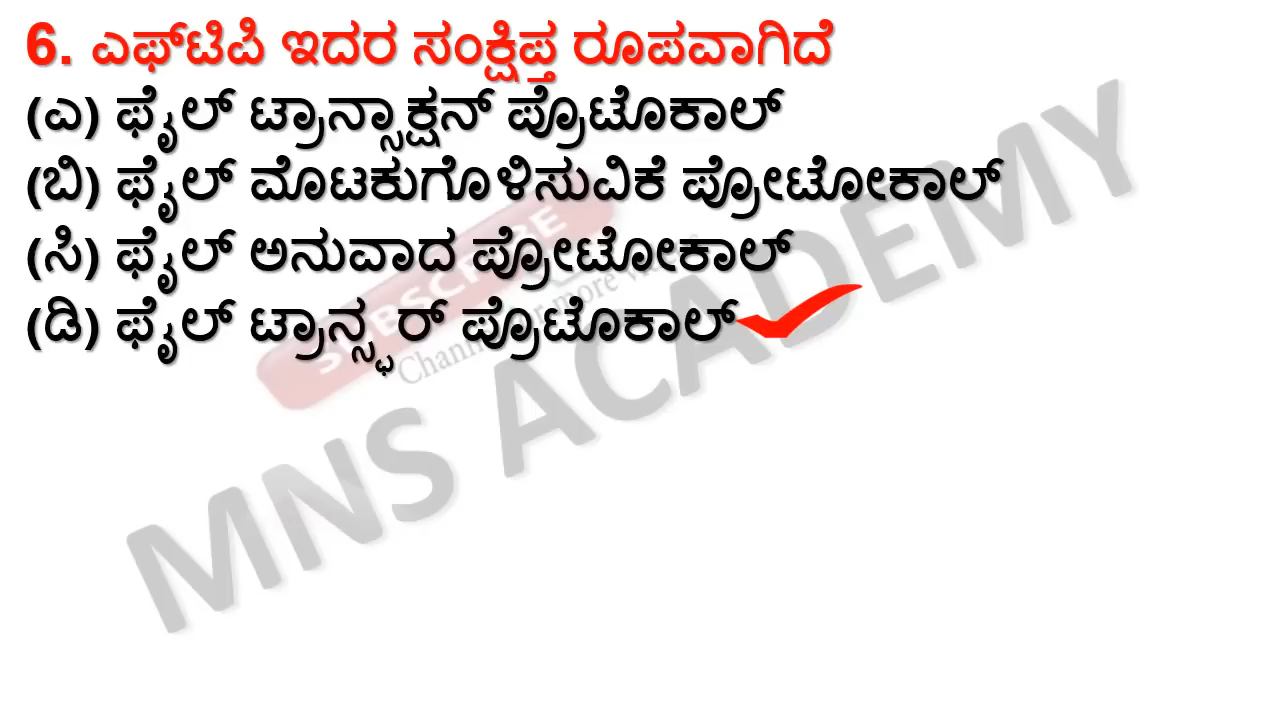 6. ಎಫ್‌ಟಿಪಿ ಇದರ ಸಂಕ್ಷಿಪ್ತ ರೂಪವಾಗಿದೆ
(ಎ) ಫೈಲ್ ಟ್ರಾನ್ಸಾಕ್ಷನ್ ಪ್ರೊಟೊಕಾಲ್
(ಬಿ) ಫೈಲ್ ಮೊಟಕುಗೊಳಿಸುವಿಕೆ ಪ್ರೋಟೋಕಾಲ್
(ಸಿ) ಫೈಲ್ ಅನುವಾದ ಪ್ರೋಟೋಕಾಲ್
(ಡಿ) ಫೈಲ್ ಟ್ರಾನ್ಸ್ಫರ್ ಪ್ರೊಟೊಕಾಲ್
SUBSCRIBE
MNS ACADEMY